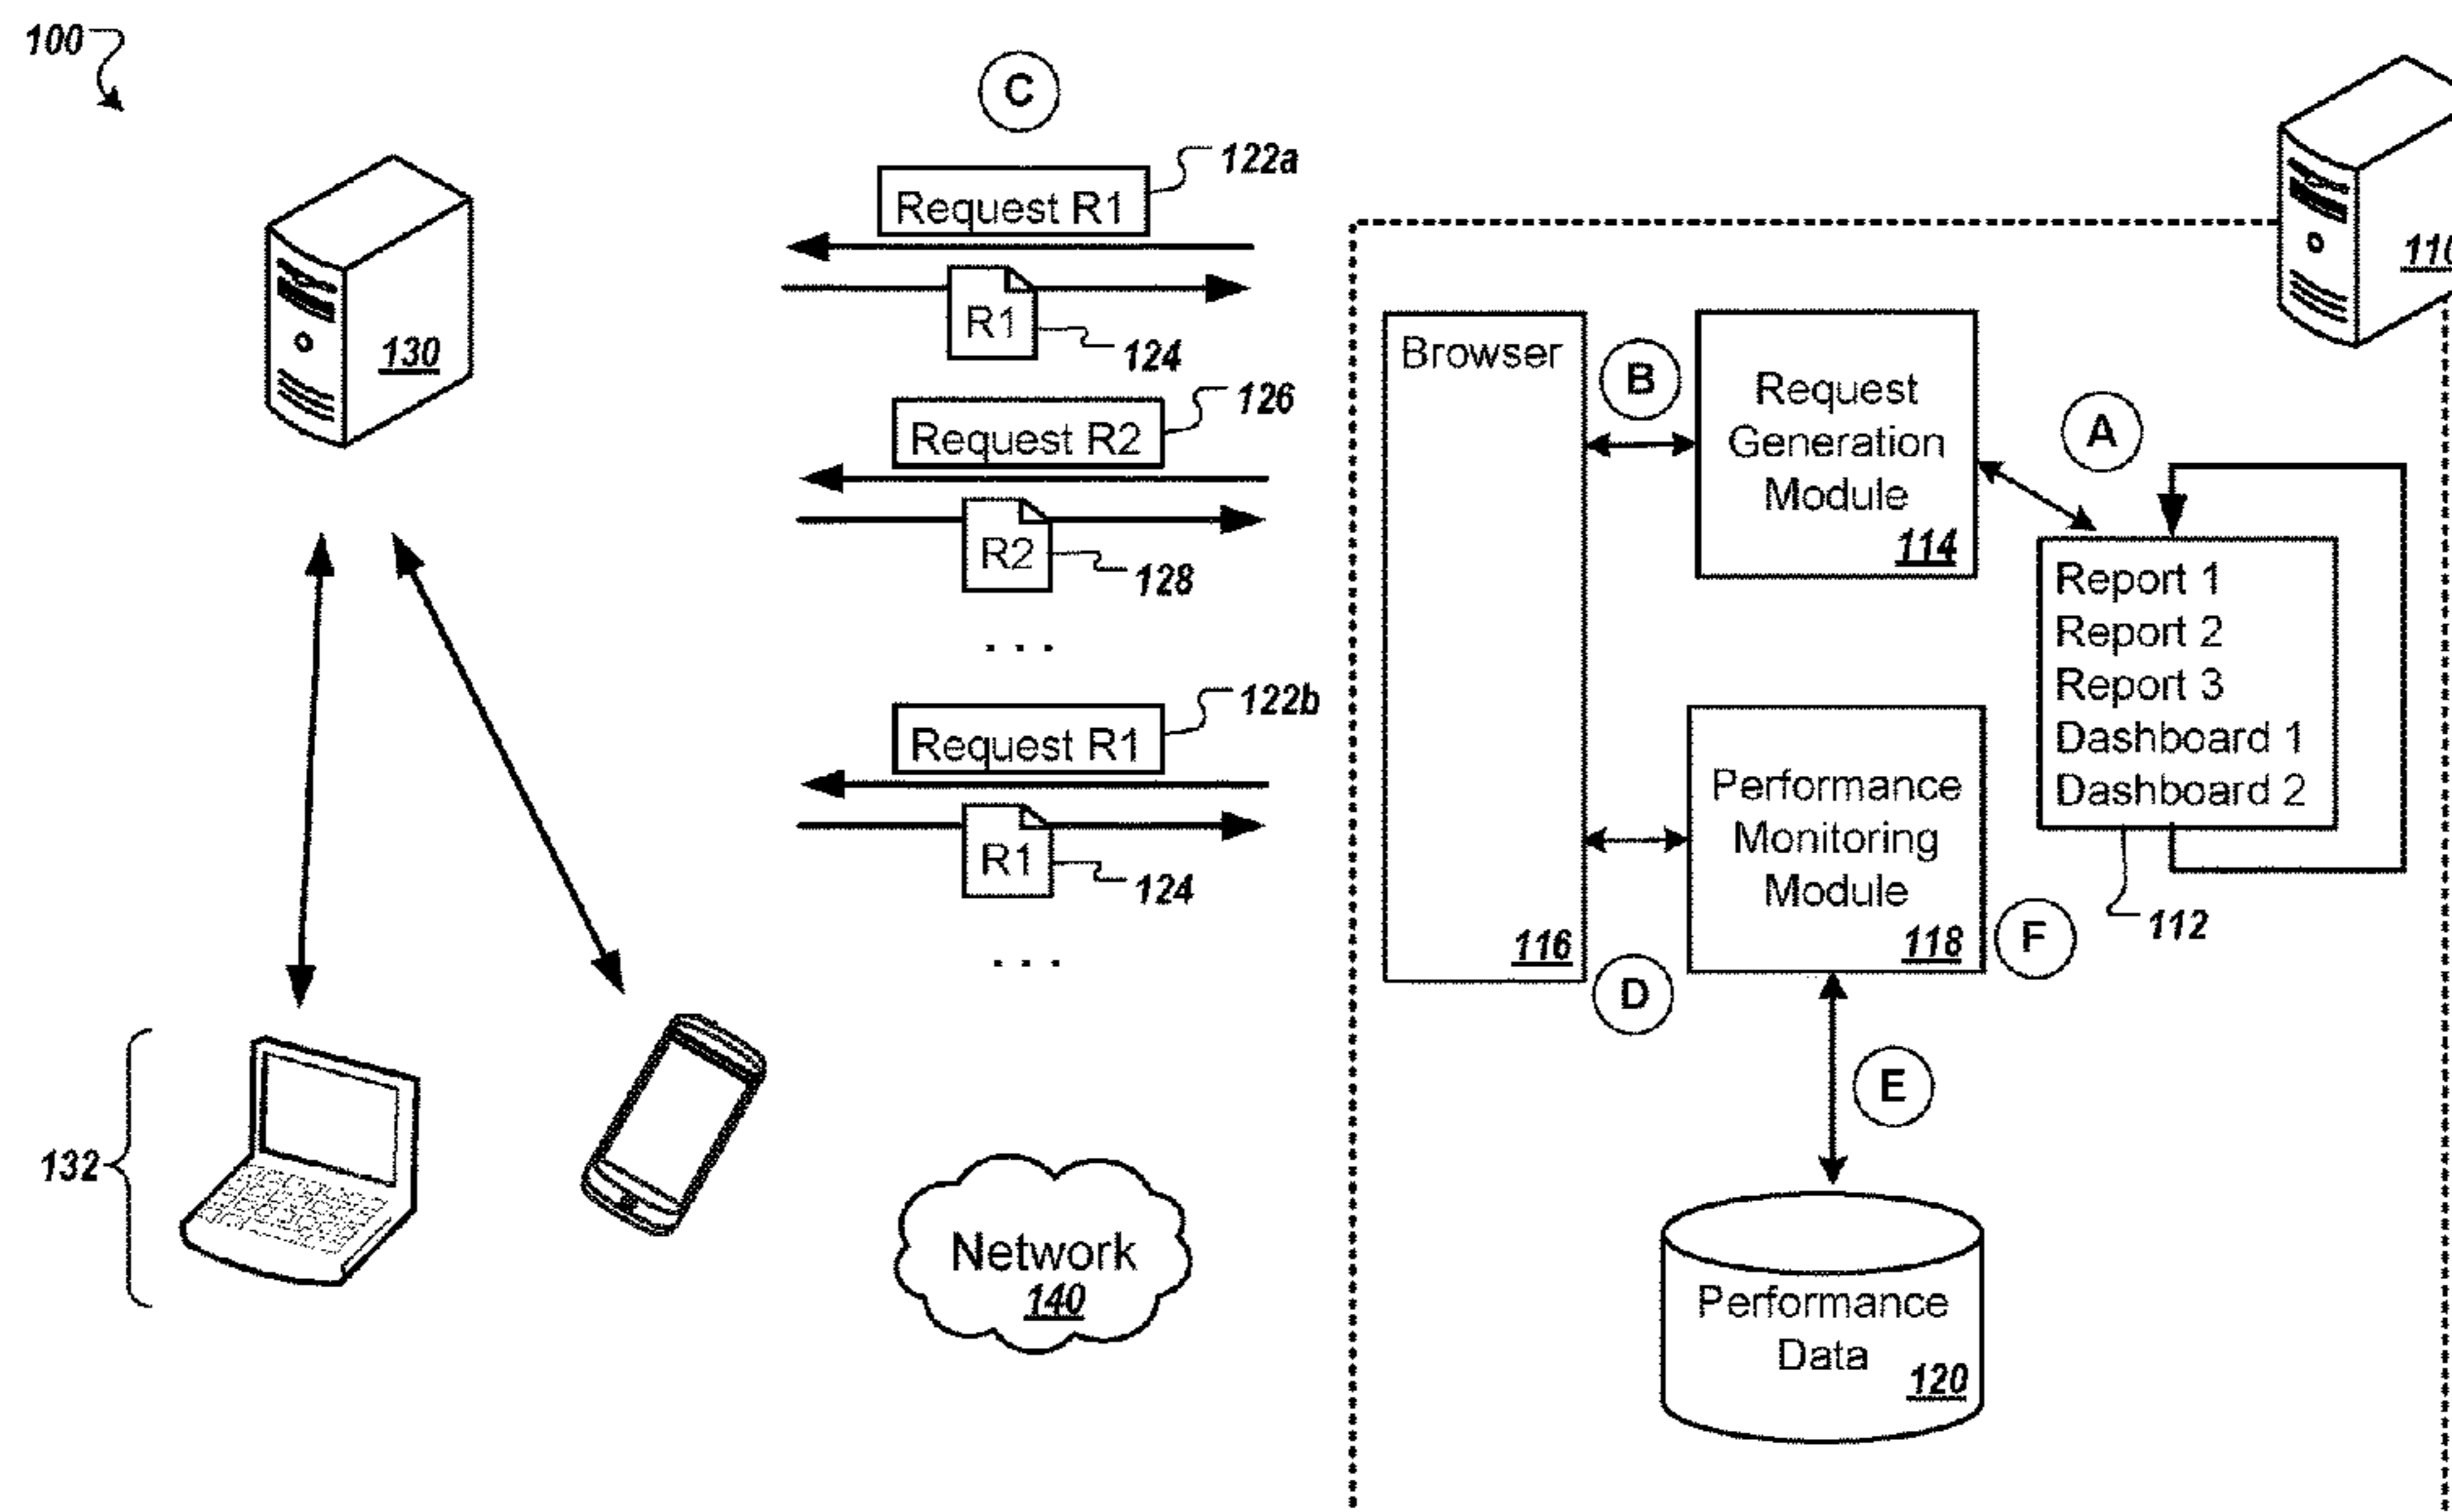 100
C
122a
Request R1
R1
124
130
126
Request R2
R2
128
. . .
122b
Request R1
R1
124
. . .
132
Network
140
Browser
116
B
Request
Generation
Module
114
A
Report 1
Report 2
Report 3
Dashboard 1
Dashboard 2
112
Performance
Monitoring
Module
118
D
F
E
Performance
Data
120